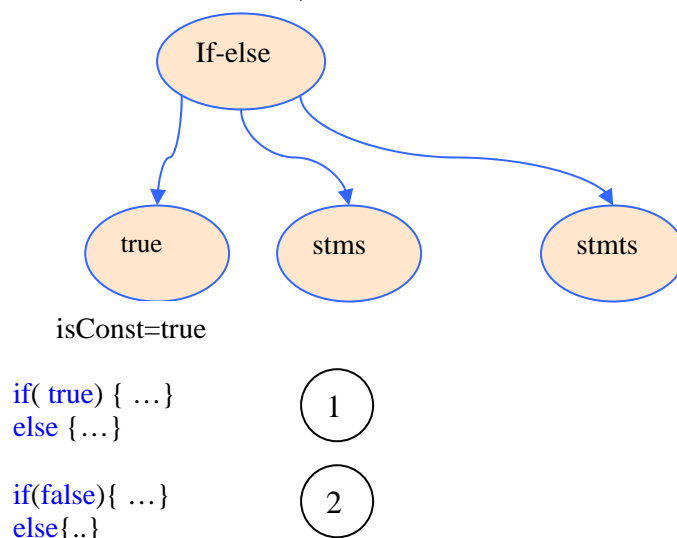 If-else
true stms stmts
isConst=true
if( true) { …} 1
else {…}
if(false){ …} 2
else{..}